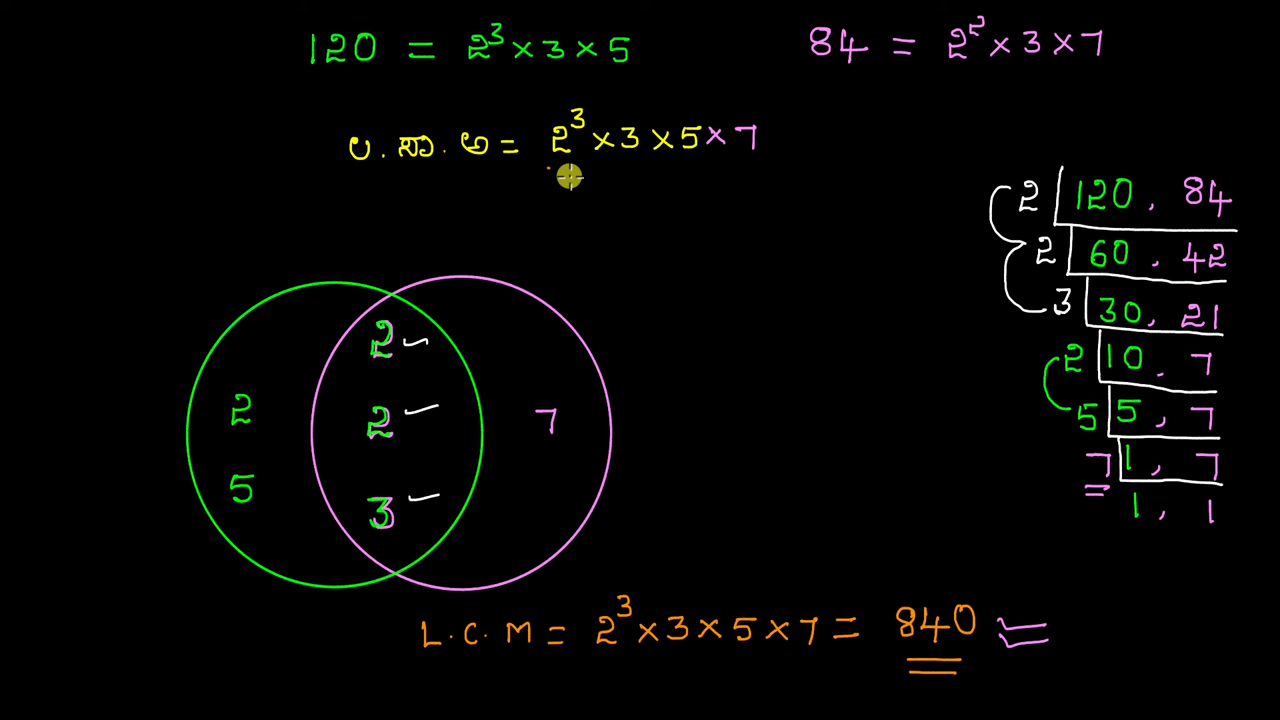 120 = 2³ × 3 × 5
84 = 2² × 3 × 7
ಲ. ಸಾ. ಅ = 2³ × 3 × 5 × 7
2 | 120, 84
2 | 60, 42
3 | 30, 21
2 | 10, 7
5 | 5, 7
7 | 1, 7
1, 1
2
2
2
7
5
3
L.C.M = 2³ × 3 × 5 × 7 = 840